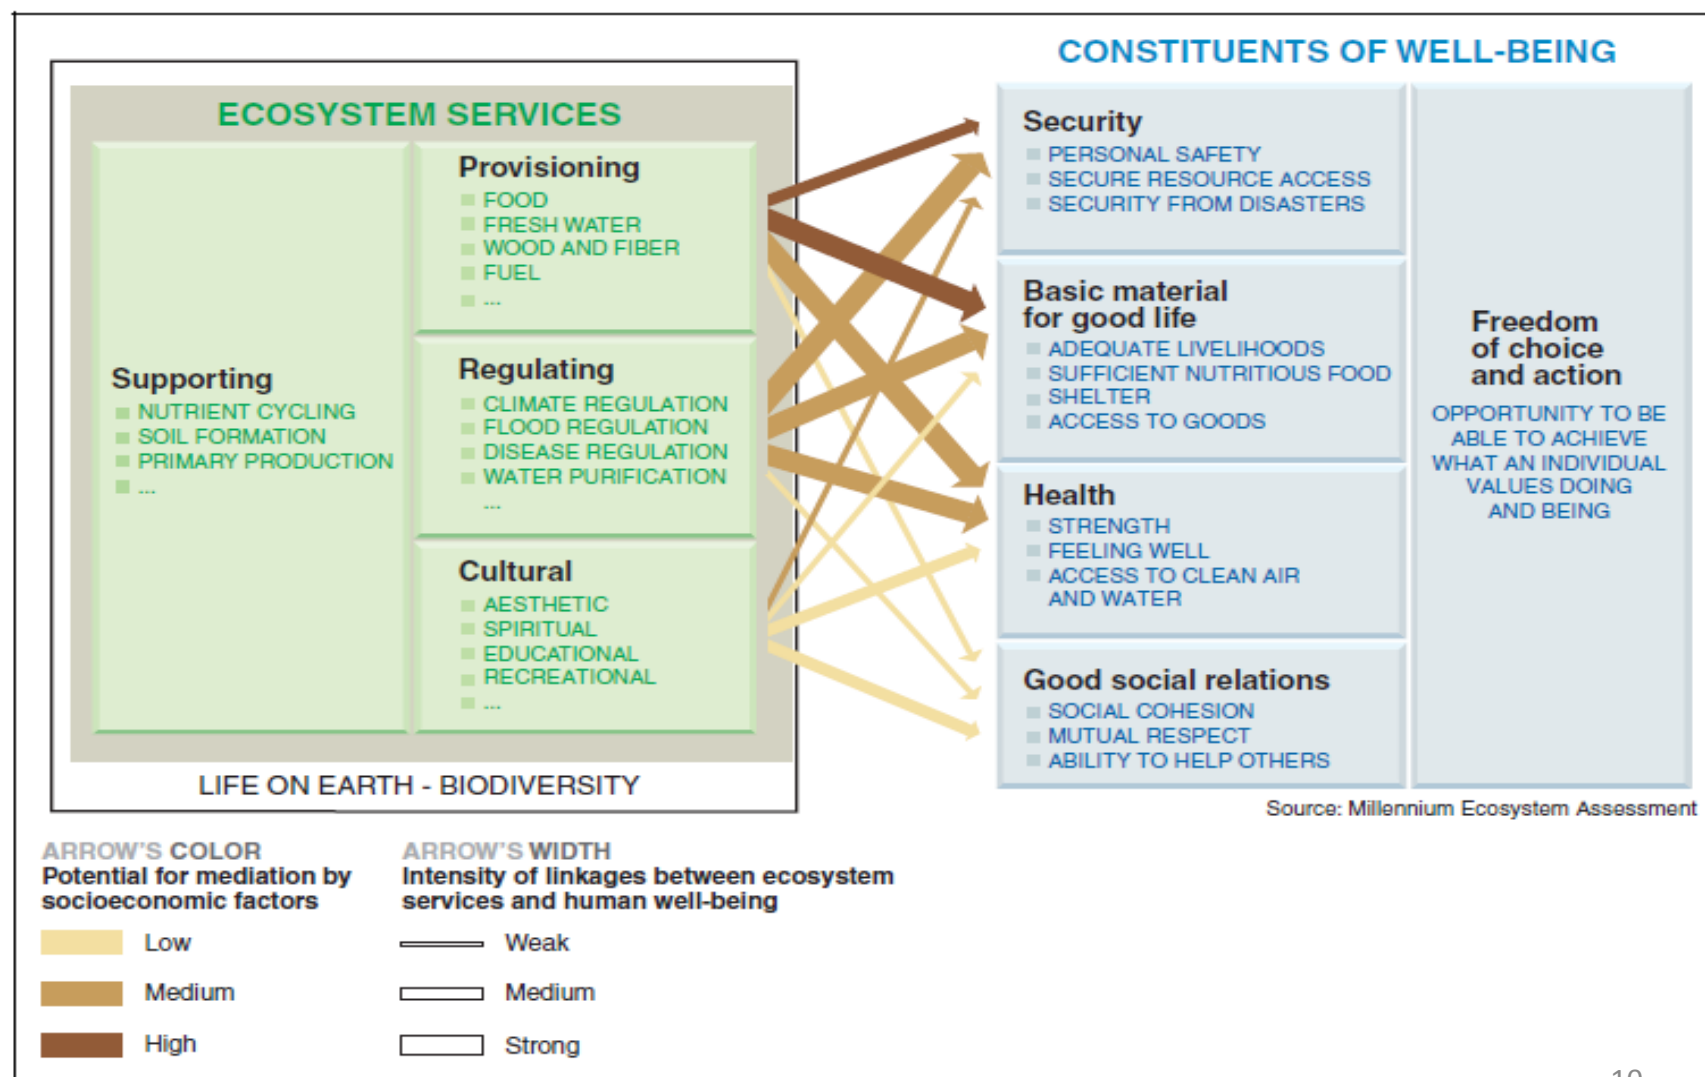 CONSTITUENTS OF WELL-BEING
ECOSYSTEM SERVICES
Supporting
NUTRIENT CYCLING
SOIL FORMATION
PRIMARY PRODUCTION
...
Provisioning
FOOD
FRESH WATER
WOOD AND FIBER
FUEL
...
Regulating
CLIMATE REGULATION
FLOOD REGULATION
DISEASE REGULATION
WATER PURIFICATION
...
Cultural
AESTHETIC
SPIRITUAL
EDUCATIONAL
RECREATIONAL
...
LIFE ON EARTH - BIODIVERSITY
Security
PERSONAL SAFETY
SECURE RESOURCE ACCESS
SECURITY FROM DISASTERS
Basic material
for good life
ADEQUATE LIVELIHOODS
SUFFICIENT NUTRITIOUS FOOD
SHELTER
ACCESS TO GOODS
Health
STRENGTH
FEELING WELL
ACCESS TO CLEAN AIR
AND WATER
Good social relations
SOCIAL COHESION
MUTUAL RESPECT
ABILITY TO HELP OTHERS
Freedom
of choice
and action
OPPORTUNITY TO BE
ABLE TO ACHIEVE
WHAT AN INDIVIDUAL
VALUES DOING
AND BEING
Source: Millennium Ecosystem Assessment
ARROW'S COLOR
Potential for mediation by
socioeconomic factors
Low
Medium
High
ARROW'S WIDTH
Intensity of linkages between ecosystem
services and human well-being
Weak
Medium
Strong